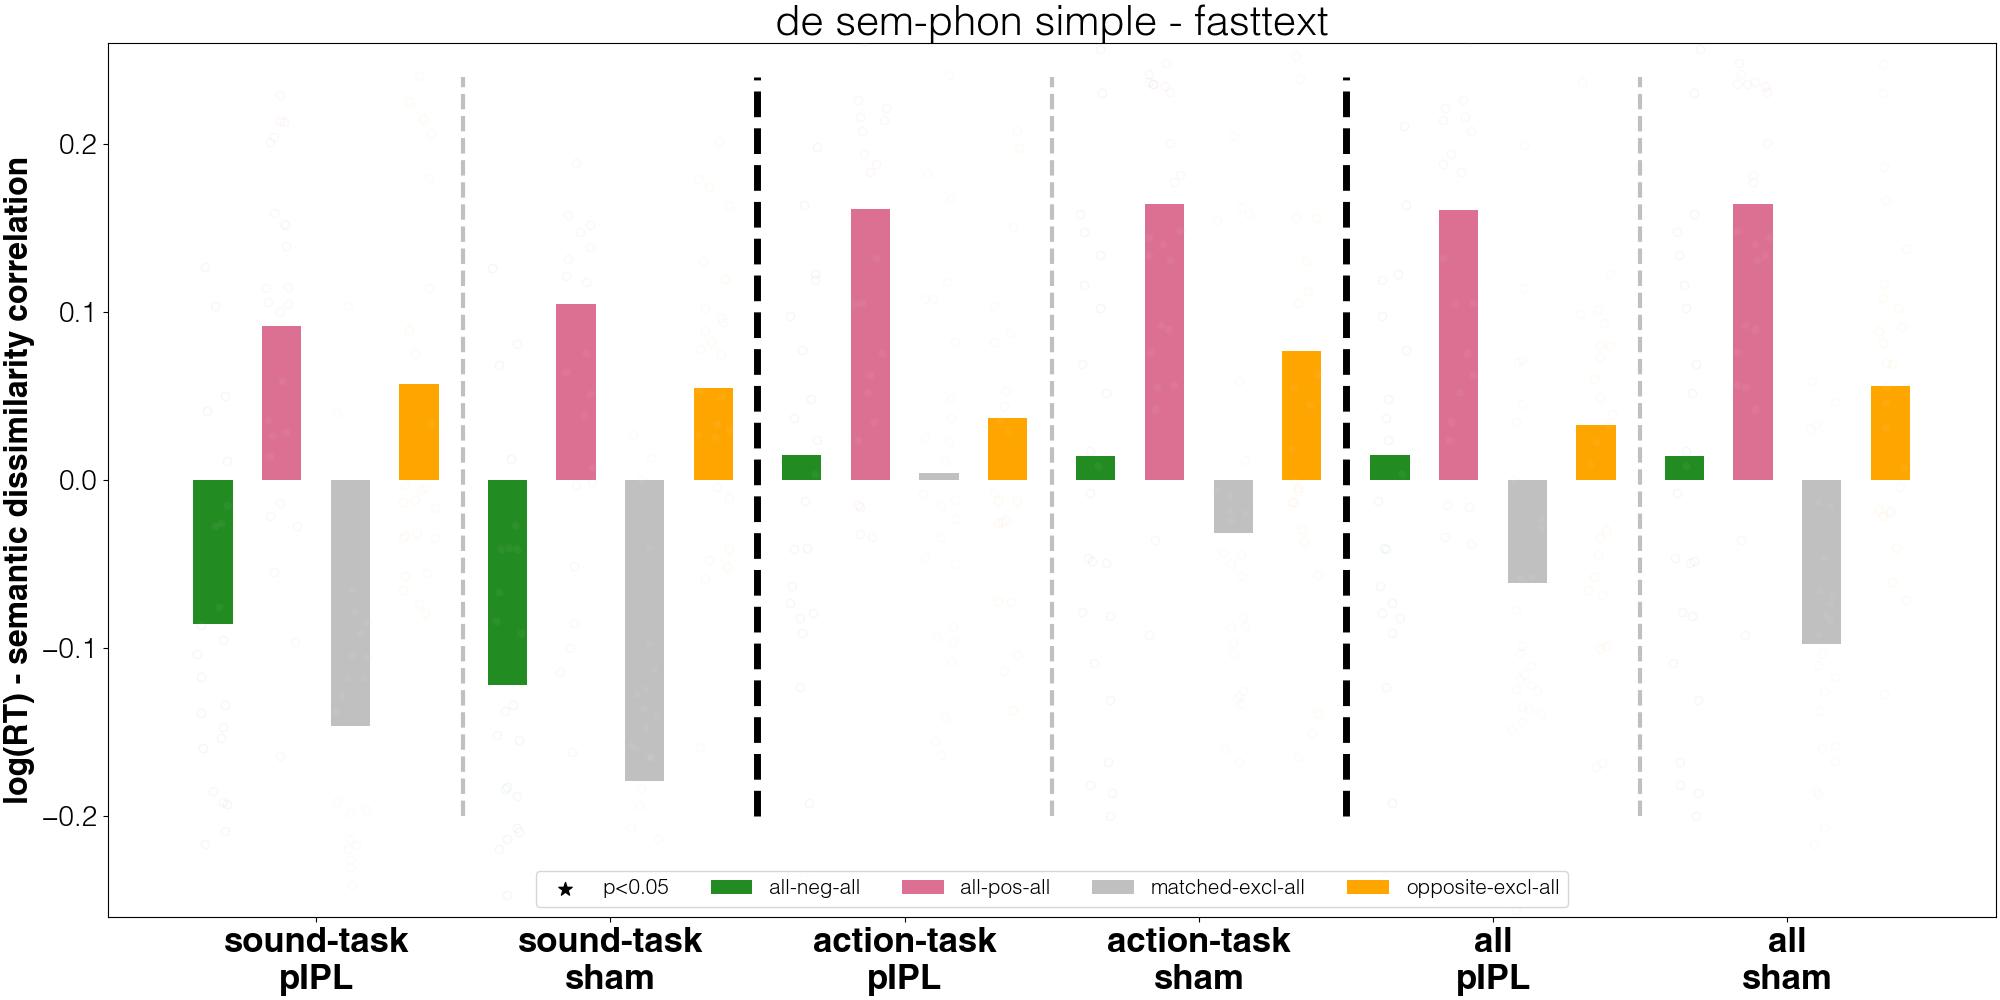 de sem-phon simple - fasttext
log(RT) - semantic dissimilarity correlation
0.2
0.1
0.0
−0.1
−0.2
p<0.05
all-neg-all
all-pos-all
matched-excl-all
opposite-excl-all
sound-task
pIPL
sound-task
sham
action-task
pIPL
action-task
sham
all
pIPL
all
sham